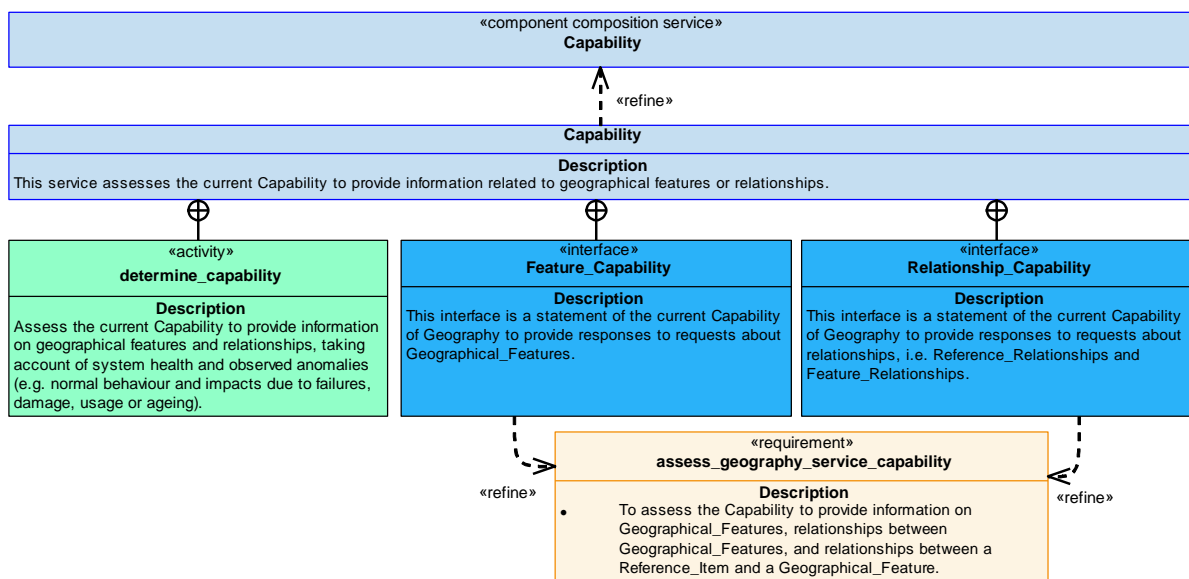 «component composition service»
Capability
«refine»
Capability
Description
This service assesses the current Capability to provide information related to geographical features or relationships.
«activity»
determine_capability
Description
Assess the current Capability to provide information
on geographical features and relationships, taking
account of system health and observed anomalies
(e.g. normal behaviour and impacts due to failures,
damage, usage or ageing).
«interface»
Feature_Capability
Description
This interface is a statement of the current Capability
of Geography to provide responses to requests about
Geographical_Features.
«interface»
Relationship_Capability
Description
This interface is a statement of the current Capability
of Geography to provide responses to requests about
relationships, i.e. Reference_Relationships and
Feature_Relationships.
«refine»
«refine»
«requirement»
assess_geography_service_capability
Description
• To assess the Capability to provide information on
Geographical_Features, relationships between
Geographical_Features, and relationships between a
Reference_Item and a Geographical_Feature.